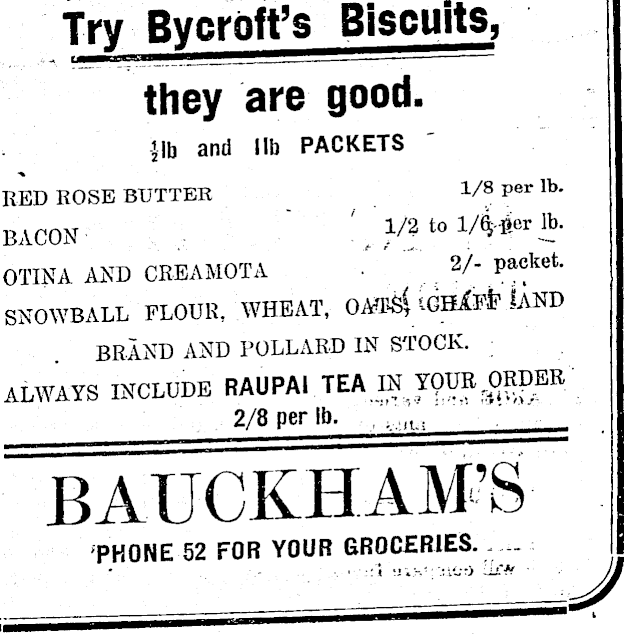 Try Bycroft's Biscuits,
they are good.
½lb and 1lb PACKETS
RED ROSE BUTTER 1/8 per lb.
BACON 1/2 to 1/6 per lb.
OTINA AND CREAMOTA 2/- packet.
SNOWBALL FLOUR, WHEAT, OATS, CHAFF AND
BRAND AND POLLARD IN STOCK.
ALWAYS INCLUDE RAUPAI TEA IN YOUR ORDER
2/8 per lb.
BAUCKHAM'S
'PHONE 52 FOR YOUR GROCERIES.